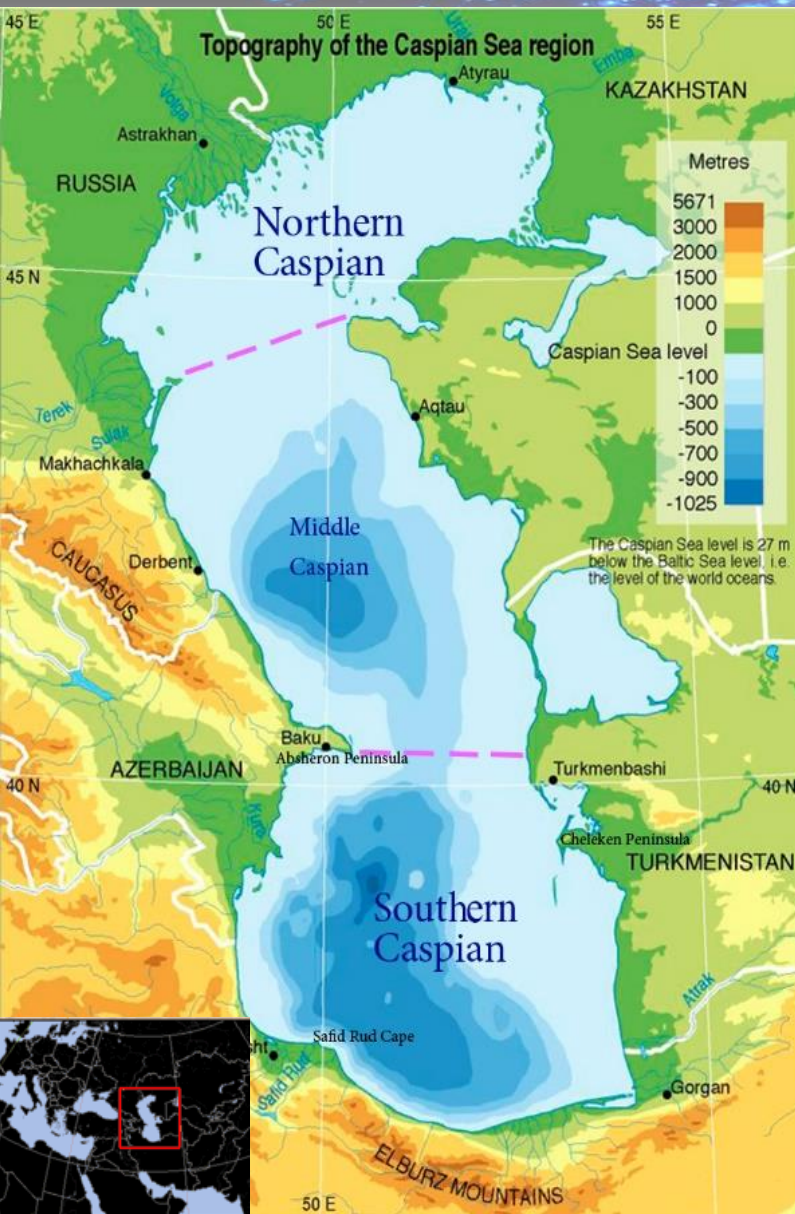 45 E
50 E
55 E
Topography of the Caspian Sea region
Ural
Emba
Atyrau
KAZAKHSTAN
Volga
Astrakhan
RUSSIA
Metres
5671
3000
2000
1500
1000
0
Caspian Sea level
-100
-300
-500
-700
-900
-1025
Northern
Caspian
45 N
Terek
Sulak
Aqtau
Makhachkala
Middle
Caspian
The Caspian Sea level is 27 m
below the Baltic Sea level, i.e.
the level of the world oceans.
CAUCASUS
Derbent
Baku
Absheron Peninsula
AZERBAIJAN
Turkmenbashi
40 N
40 N
Kura
Cheleken Peninsula
TURKMENISTAN
Southern
Caspian
Atrak
Safid Rud Cape
sht
Safid Rud
Gorgan
ELBURZ MOUNTAINS
50 E